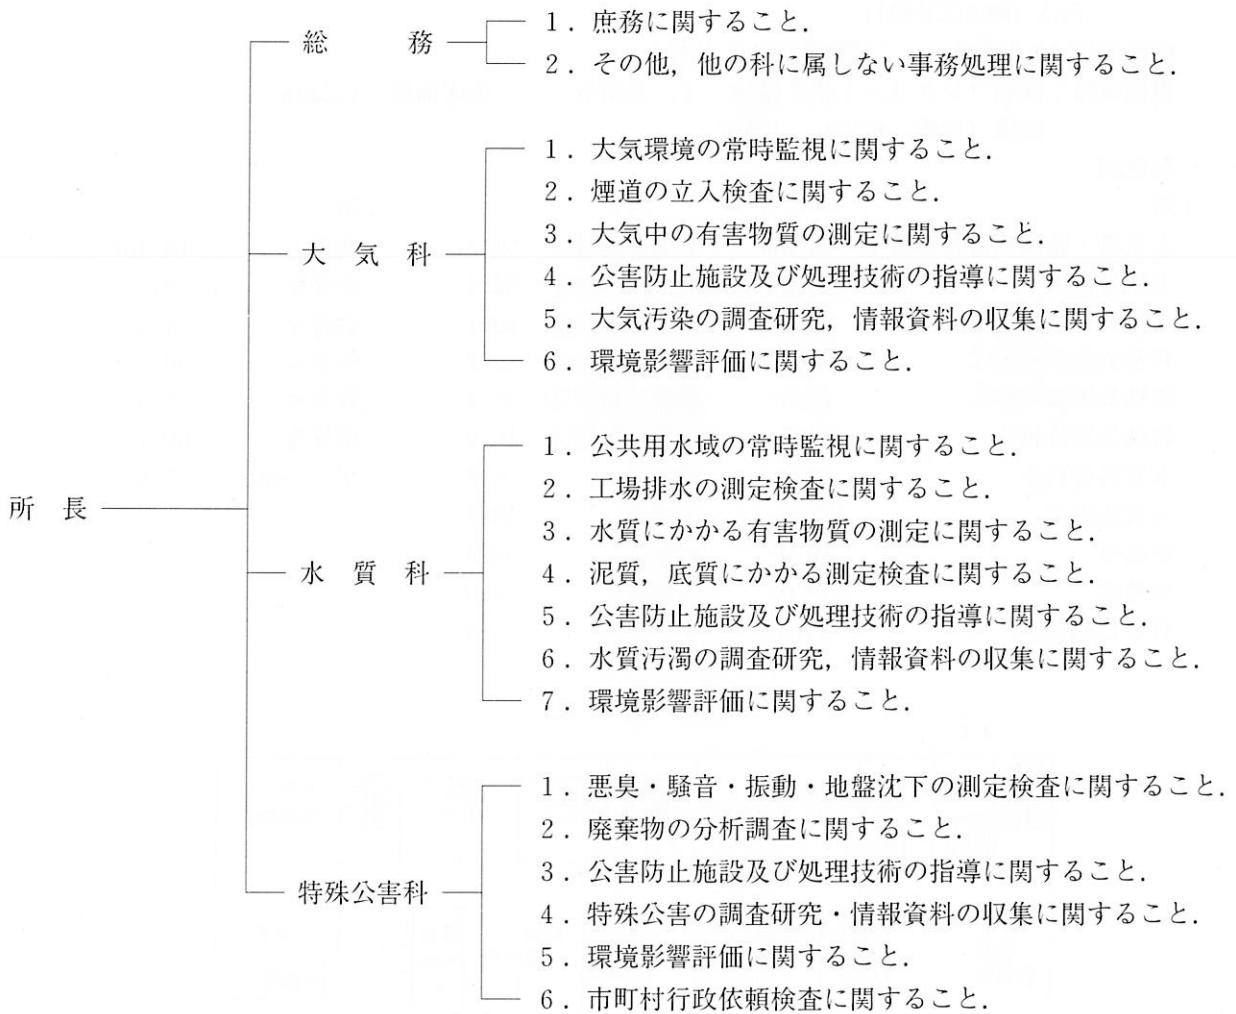 所長
総務
1．庶務に関すること．
2．その他，他の科に属しない事務処理に関すること．
大気科
1．大気環境の常時監視に関すること．
2．煙道の立入検査に関すること．
3．大気中の有害物質の測定に関すること．
4．公害防止施設及び処理技術の指導に関すること．
5．大気汚染の調査研究，情報資料の収集に関すること．
6．環境影響評価に関すること．
水質科
1．公共用水域の常時監視に関すること．
2．工場排水の測定検査に関すること．
3．水質にかかる有害物質の測定に関すること．
4．泥質，底質にかかる測定検査に関すること．
5．公害防止施設及び処理技術の指導に関すること．
6．水質汚濁の調査研究，情報資料の収集に関すること．
7．環境影響評価に関すること．
特殊公害科
1．悪臭・騒音・振動・地盤沈下の測定検査に関すること．
2．廃棄物の分析調査に関すること．
3．公害防止施設及び処理技術の指導に関すること．
4．特殊公害の調査研究・情報資料の収集に関すること．
5．環境影響評価に関すること．
6．市町村行政依頼検査に関すること．